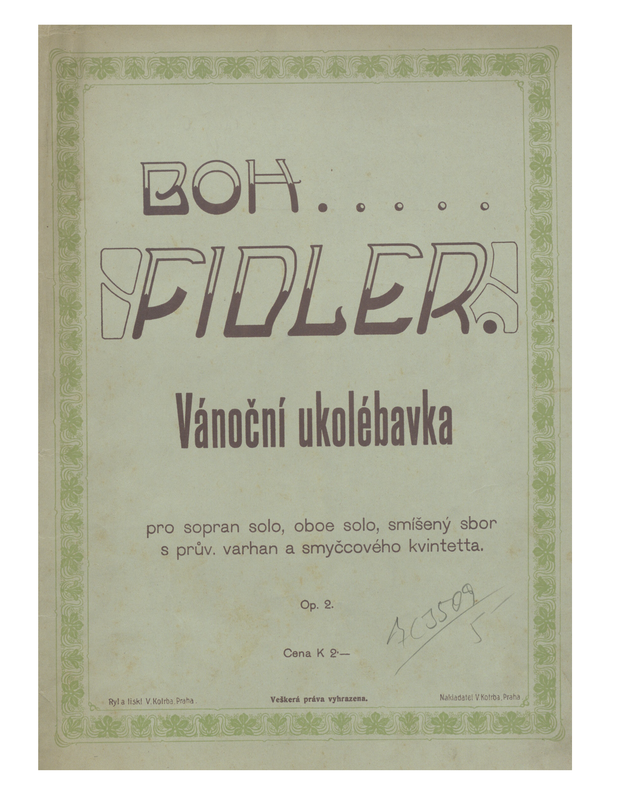 BOH......
FIDLER.
Vánoční ukolébavka
pro sopran solo, oboe solo, smíšený sbor
s prův. varhan a smyčcového kvintetta.
Op. 2.
Cena K 2·—
Ryl a tiskl V. Kotrba, Praha.
Veškerá práva vyhrazena.
Nakladatel V. Kotrba, Praha